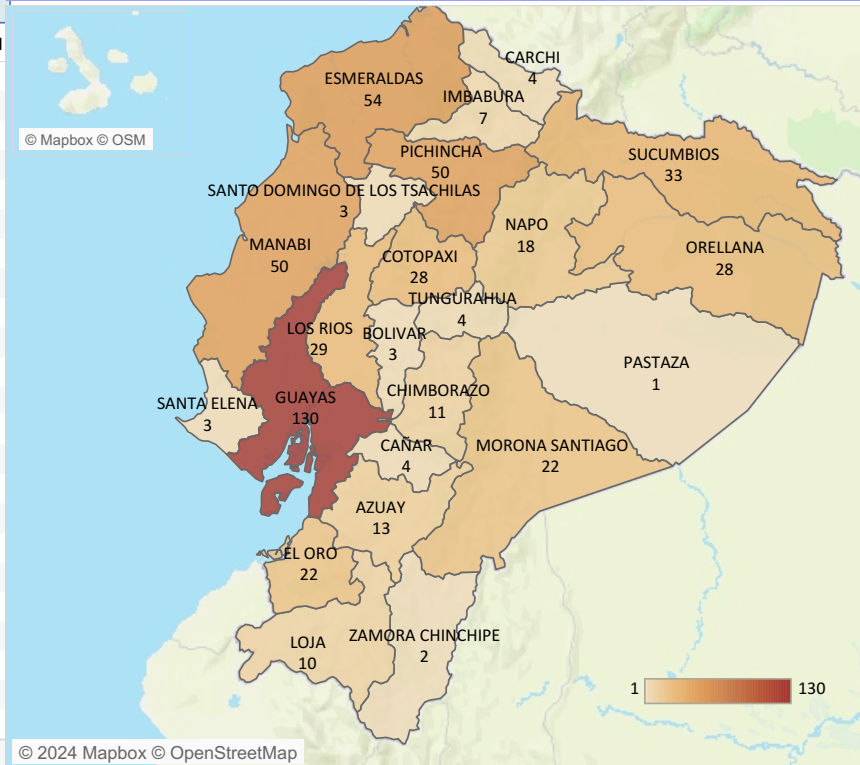 © Mapbox © OSM
CARCHI
4
ESMERALDAS
54
IMBABURA
7
PICHINCHA
50
SUCUMBIOS
33
SANTO DOMINGO DE LOS TSACHILAS
3
NAPO
18
MANABI
50
ORELLANA
28
COTOPAXI
28
TUNGURAHUA
4
LOS RIOS
29
BOLIVAR
3
PASTAZA
1
CHIMBORAZO
11
SANTA ELENA
3
GUAYAS
130
CAÑAR
4
MORONA SANTIAGO
22
AZUAY
13
EL ORO
22
LOJA
10
ZAMORA CHINCHIPE
2
1
130
© 2024 Mapbox © OpenStreetMap